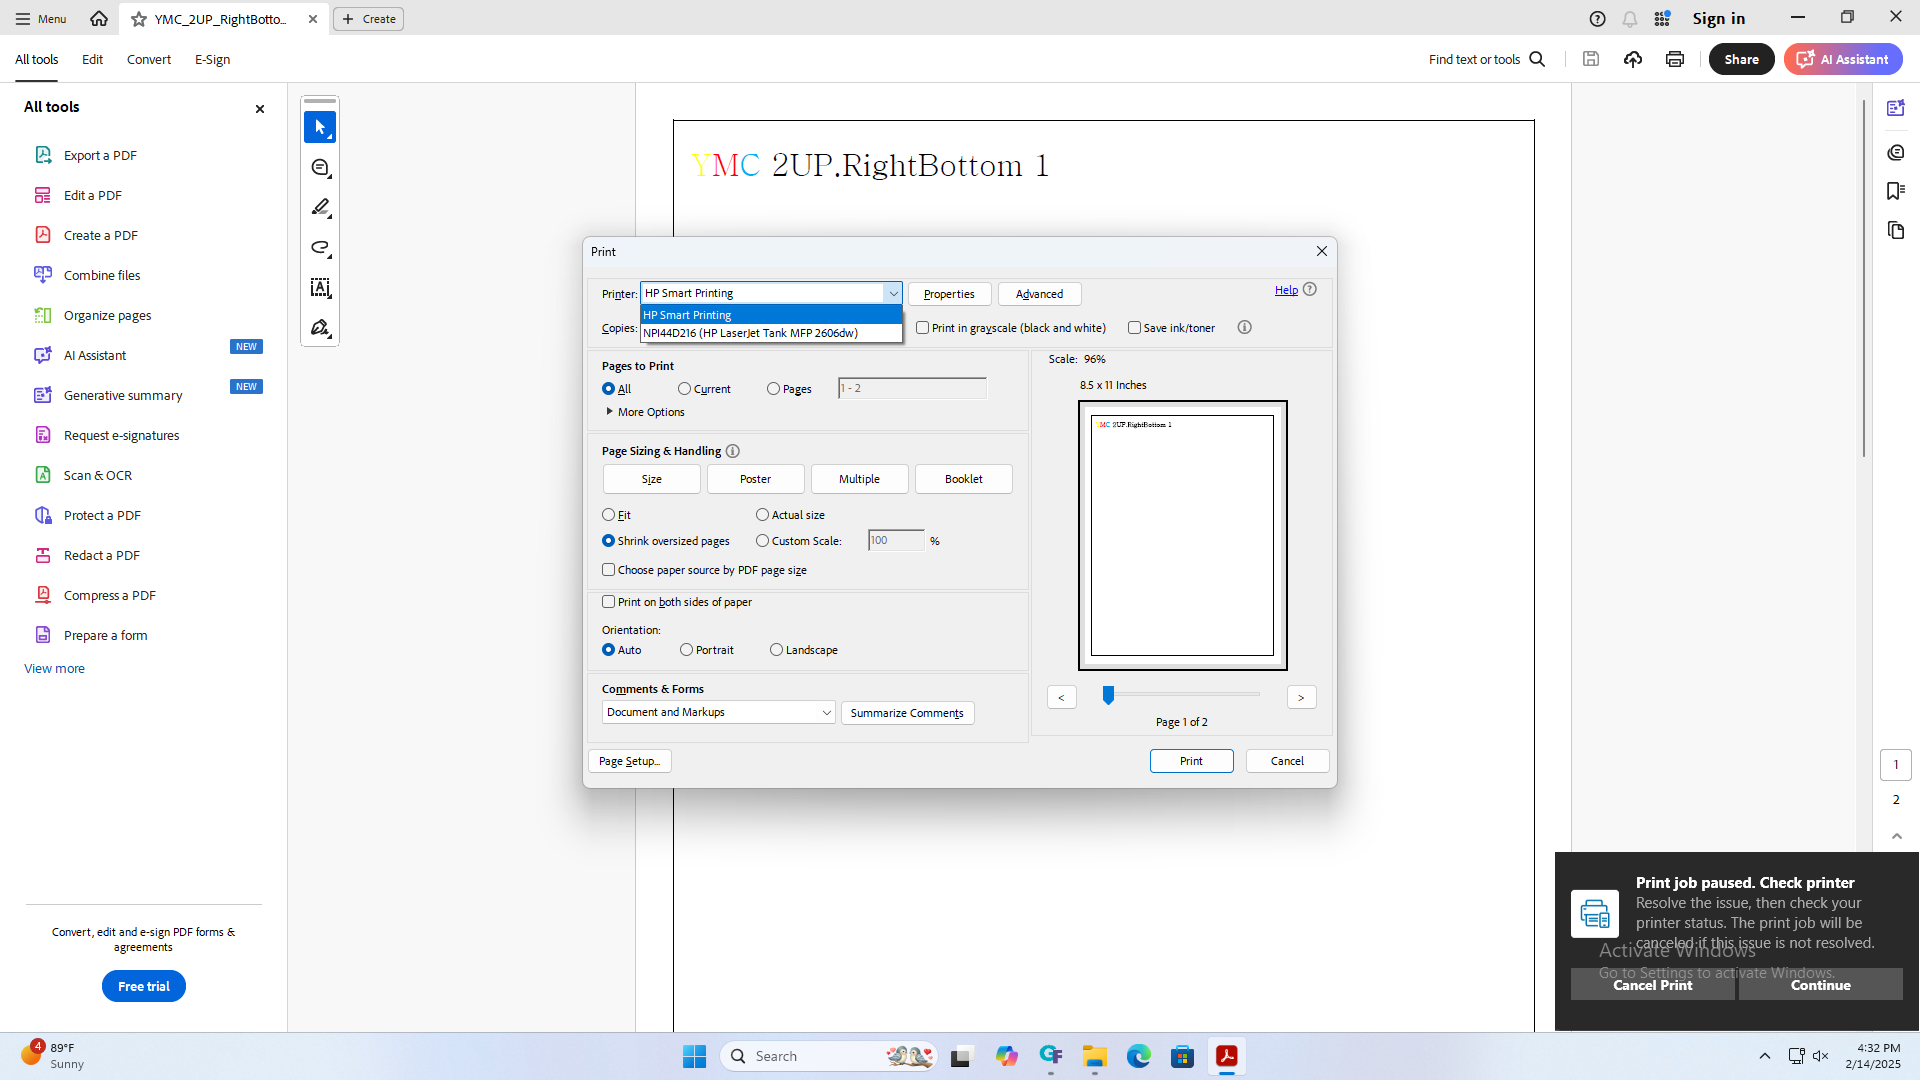 Menu
YMC_2UP_RightBotto...
Create
Sign in
All tools
Edit
Convert
E-Sign
Find text or tools
Share
AI Assistant
All tools
Export a PDF
Edit a PDF
Create a PDF
Combine files
Organize pages
AI Assistant
NEW
Generative summary
NEW
Request e-signatures
Scan & OCR
Protect a PDF
Redact a PDF
Compress a PDF
Prepare a form
View more
Convert, edit and e-sign PDF forms &
agreements
Free trial
YMC 2UP.RightBottom 1
Print
Printer:
HP Smart Printing
Properties
Advanced
Help
HP Smart Printing
NPI44D216 (HP LaserJet Tank MFP 2606dw)
Copies:
Print in grayscale (black and white)
Save ink/toner
Pages to Print
All
Current
Pages
1 - 2
More Options
Page Sizing & Handling
Size
Poster
Multiple
Booklet
Fit
Actual size
Shrink oversized pages
Custom Scale:
100
%
Choose paper source by PDF page size
Print on both sides of paper
Orientation:
Auto
Portrait
Landscape
Comments & Forms
Document and Markups
Summarize Comments
Page Setup...
Scale: 96%
8.5 x 11 Inches
YMC 2UP.RightBottom 1
<
>
Page 1 of 2
Print
Cancel
1
2
Print job paused. Check printer
Resolve the issue, then check your
printer status. The print job will be
canceled if this issue is not resolved.
Activate Windows
Go to Settings to activate Windows.
Cancel Print
Continue
4
89°F
Sunny
Search
4:32 PM
2/14/2025